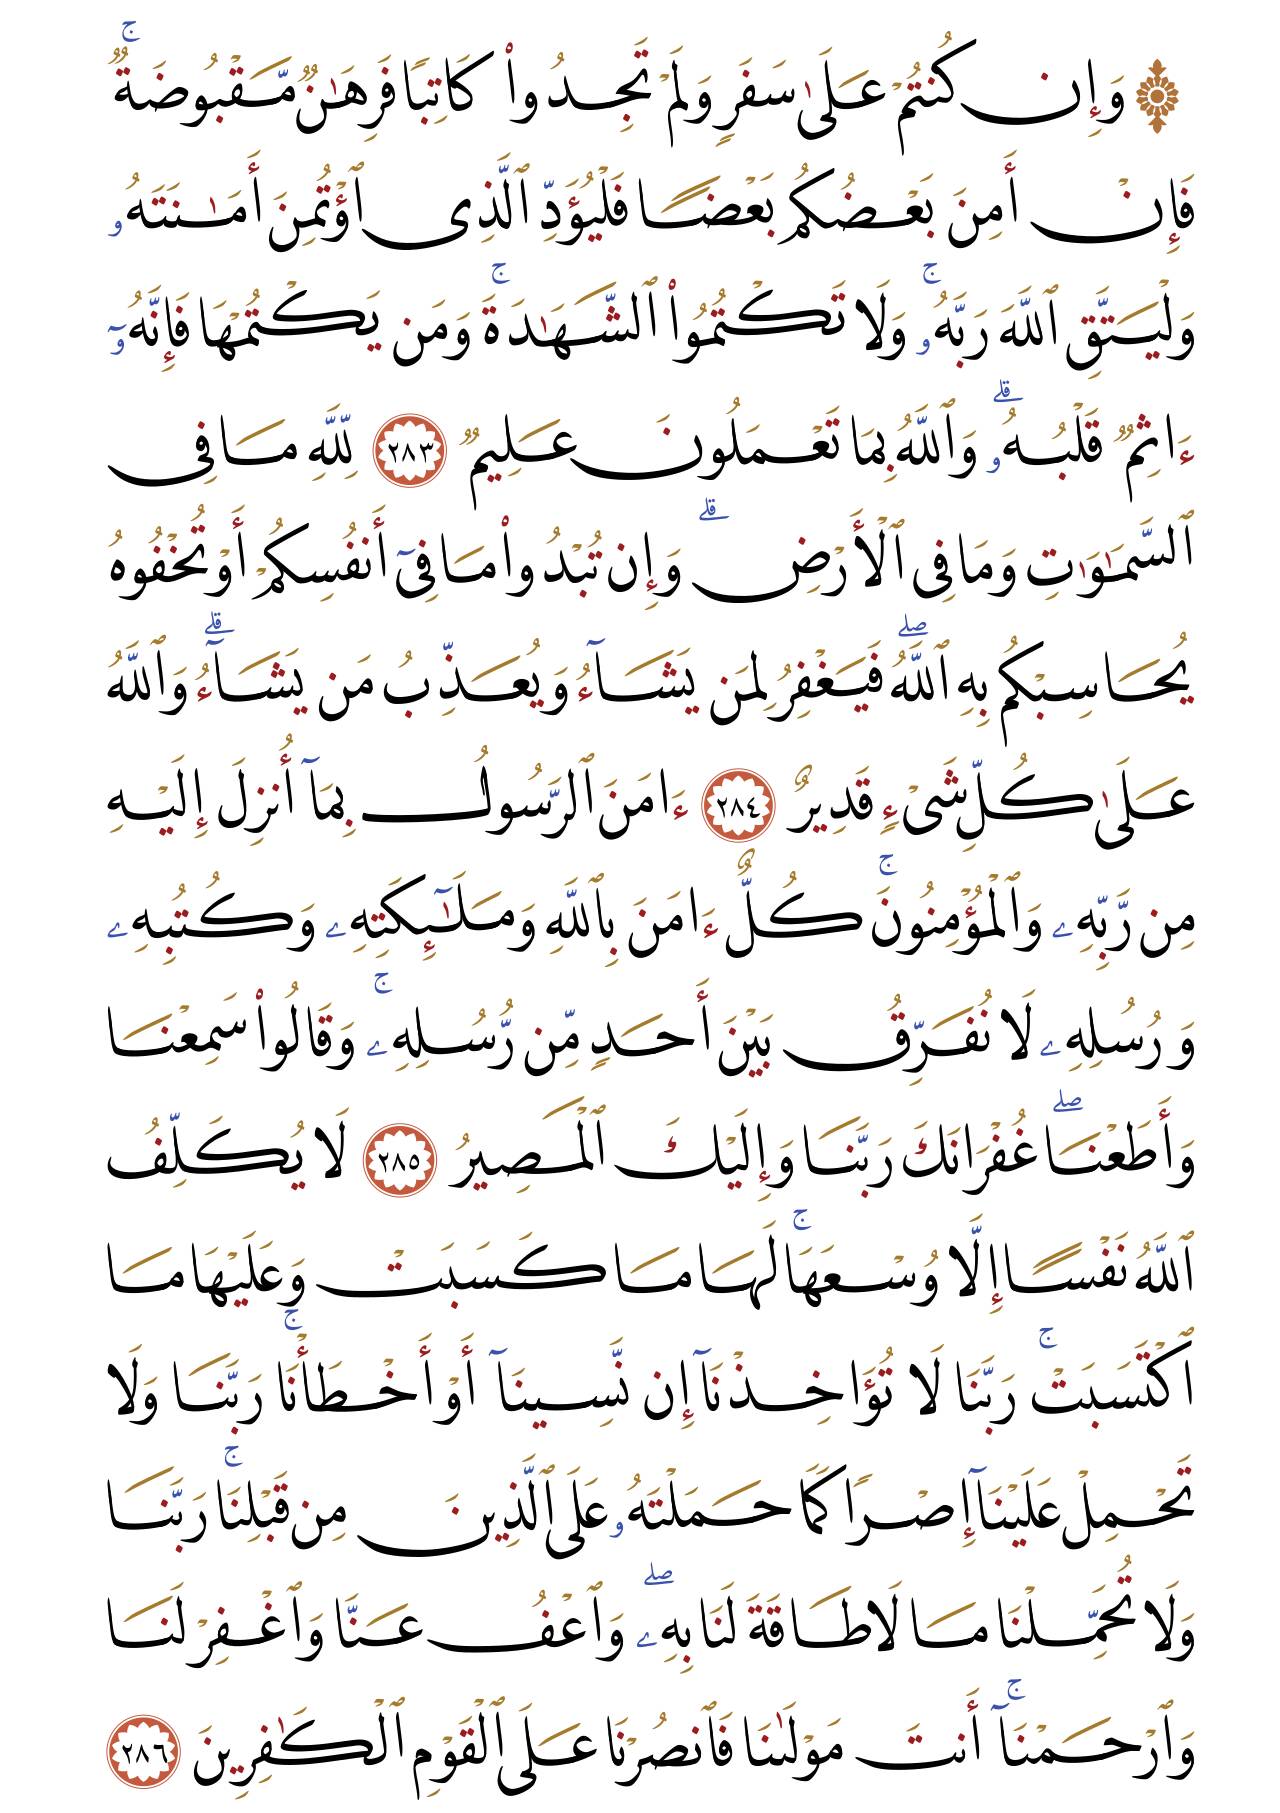 ۞ وَإِن كُنتُمْ عَلَىٰ سَفَرٍ وَلَمْ تَجِدُوا۟ كَاتِبًا فَرِهَـٰنٌ مَّقْبُوضَةٌ ۖ
فَإِنْ أَمِنَ بَعْضُكُم بَعْضًا فَلْيُؤَدِّ ٱلَّذِى ٱؤْتُمِنَ أَمَـٰنَتَهُۥ
وَلْيَتَّقِ ٱللَّهَ رَبَّهُۥ ۚ وَلَا تَكْتُمُوا۟ ٱلشَّهَـٰدَةَ ۚ وَمَن يَكْتُمْهَا فَإِنَّهُۥٓ
ءَاثِمٌ قَلْبُهُۥ ۗ وَٱللَّهُ بِمَا تَعْمَلُونَ عَلِيمٌ ٢٨٣ لِّلَّهِ مَا فِى
ٱلسَّمَـٰوَٰتِ وَمَا فِى ٱلْأَرْضِ ۗ وَإِن تُبْدُوا۟ مَا فِىٓ أَنفُسِكُمْ أَوْ تُخْفُوهُ
يُحَاسِبْكُم بِهِ ٱللَّهُ ۖ فَيَغْفِرُ لِمَن يَشَآءُ وَيُعَذِّبُ مَن يَشَآءُ ۗ وَٱللَّهُ
عَلَىٰ كُلِّ شَىْءٍ قَدِيرٌ ٢٨٤ ءَامَنَ ٱلرَّسُولُ بِمَآ أُنزِلَ إِلَيْهِ
مِن رَّبِّهِۦ وَٱلْمُؤْمِنُونَ ۚ كُلٌّ ءَامَنَ بِٱللَّهِ وَمَلَـٰٓئِكَتِهِۦ وَكُتُبِهِۦ
وَرُسُلِهِۦ لَا نُفَرِّقُ بَيْنَ أَحَدٍ مِّن رُّسُلِهِۦ ۚ وَقَالُوا۟ سَمِعْنَا
وَأَطَعْنَا ۖ غُفْرَانَكَ رَبَّنَا وَإِلَيْكَ ٱلْمَصِيرُ ٢٨٥ لَا يُكَلِّفُ
ٱللَّهُ نَفْسًا إِلَّا وُسْعَهَا ۚ لَهَا مَا كَسَبَتْ وَعَلَيْهَا مَا
ٱكْتَسَبَتْ ۗ رَبَّنَا لَا تُؤَاخِذْنَآ إِن نَّسِينَآ أَوْ أَخْطَأْنَا ۚ رَبَّنَا وَلَا
تَحْمِلْ عَلَيْنَآ إِصْرًا كَمَا حَمَلْتَهُۥ عَلَى ٱلَّذِينَ مِن قَبْلِنَا ۚ رَبَّنَا
وَلَا تُحَمِّلْنَا مَا لَا طَاقَةَ لَنَا بِهِۦ ۖ وَٱعْفُ عَنَّا وَٱغْفِرْ لَنَا
وَٱرْحَمْنَآ ۚ أَنتَ مَوْلَىٰنَا فَٱنصُرْنَا عَلَى ٱلْقَوْمِ ٱلْكَـٰفِرِينَ ٢٨٦